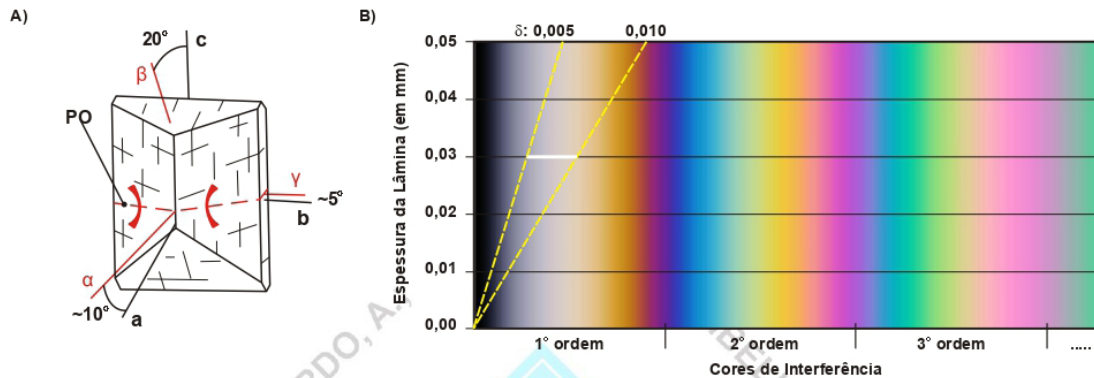 A)
20°
c
β
PO
γ
~5°
b
α
~10°
a
B)
δ: 0,005
0,010
Espessura da Lâmina (em mm)
0,05
0,04
0,03
0,02
0,01
0,00
1° ordem
2° ordem
3° ordem
.....
Cores de Interferência
RDO, A.,